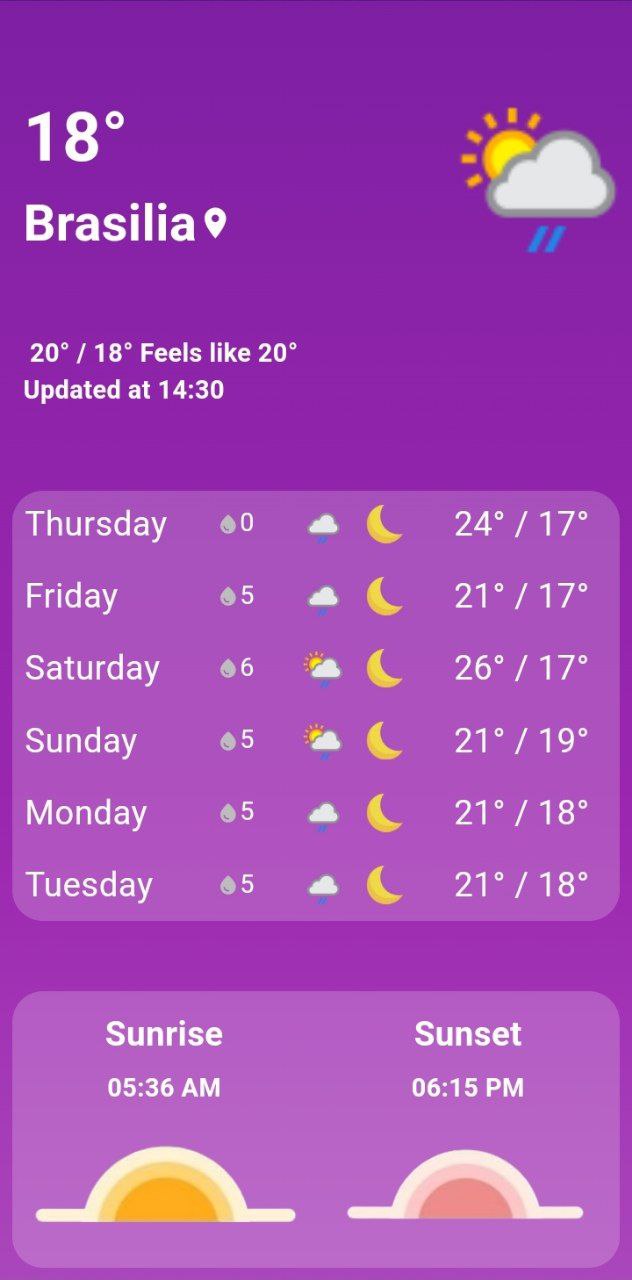 18°
Brasilia
20° / 18° Feels like 20°
Updated at 14:30
Thursday 0 24° / 17°
Friday 5 21° / 17°
Saturday 6 26° / 17°
Sunday 5 21° / 19°
Monday 5 21° / 18°
Tuesday 5 21° / 18°
Sunrise Sunset
05:36 AM 06:15 PM